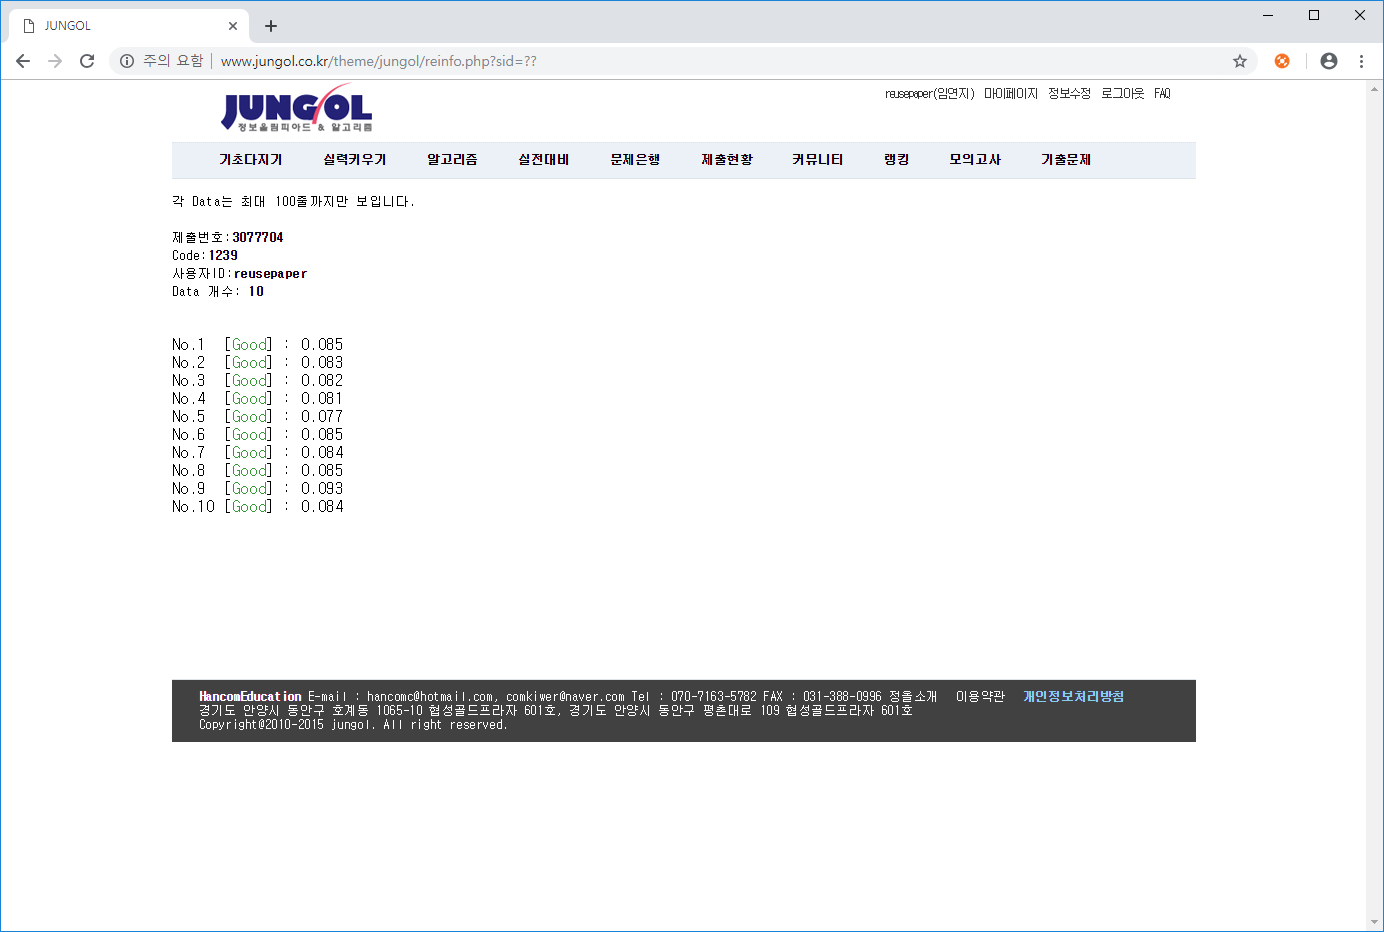 JUNGOL
주의 요함 | www.jungol.co.kr/theme/jungol/reinfo.php?sid=??
JUNGOL
정보올림피아드 & 알고리즘
reusepaper(임연지) 마이페이지 정보수정 로그아웃 FAQ
기초다지기 실력키우기 알고리즘 실전대비 문제은행 제출현황 커뮤니티 랭킹 모의고사 기출문제
각 Data는 최대 100줄까지만 보입니다.
제출번호:3077704
Code:1239
사용자ID:reusepaper
Data 개수: 10
No.1 [Good] : 0.085
No.2 [Good] : 0.083
No.3 [Good] : 0.082
No.4 [Good] : 0.081
No.5 [Good] : 0.077
No.6 [Good] : 0.085
No.7 [Good] : 0.084
No.8 [Good] : 0.085
No.9 [Good] : 0.093
No.10 [Good] : 0.084
HancomEducation E-mail : hancomc@hotmail.com, comkiwer@naver.com Tel : 070-7163-5782 FAX : 031-388-0996 정올소개 이용약관 개인정보처리방침
경기도 안양시 동안구 호계동 1065-10 협성골드프라자 601호, 경기도 안양시 동안구 평촌대로 109 협성골드프라자 601호
Copyright@2010-2015 jungol. All right reserved.